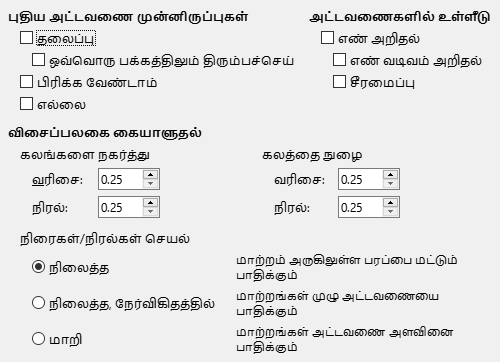 புதிய அட்டவணை முன்னிருப்புகள்
தலைப்பு
ஒவ்வொரு பக்கத்திலும் திரும்பச்செய்
பிரிக்க வேண்டாம்
எல்லை
அட்டவணைகளில் உள்ளீடு
எண் அறிதல்
எண் வடிவம் அறிதல்
சீரமைப்பு
விசைப்பலகை கையாளுதல்
கலங்களை நகர்த்து
வரிசை: 0.25
நிரல்: 0.25
கலத்தை நுழை
வரிசை: 0.25
நிரல்: 0.25
நிரைகள்/நிரல்கள் செயல்
நிலைத்த
மாற்றம் அருகிலுள்ள பரப்பை மட்டும்
பாதிக்கும்
நிலைத்த, நேர்விகிதத்தில்
மாற்றங்கள் முழு அட்டவணையை
பாதிக்கும்
மாறி
மாற்றங்கள் அட்டவணை அளவினை
பாதிக்கும்